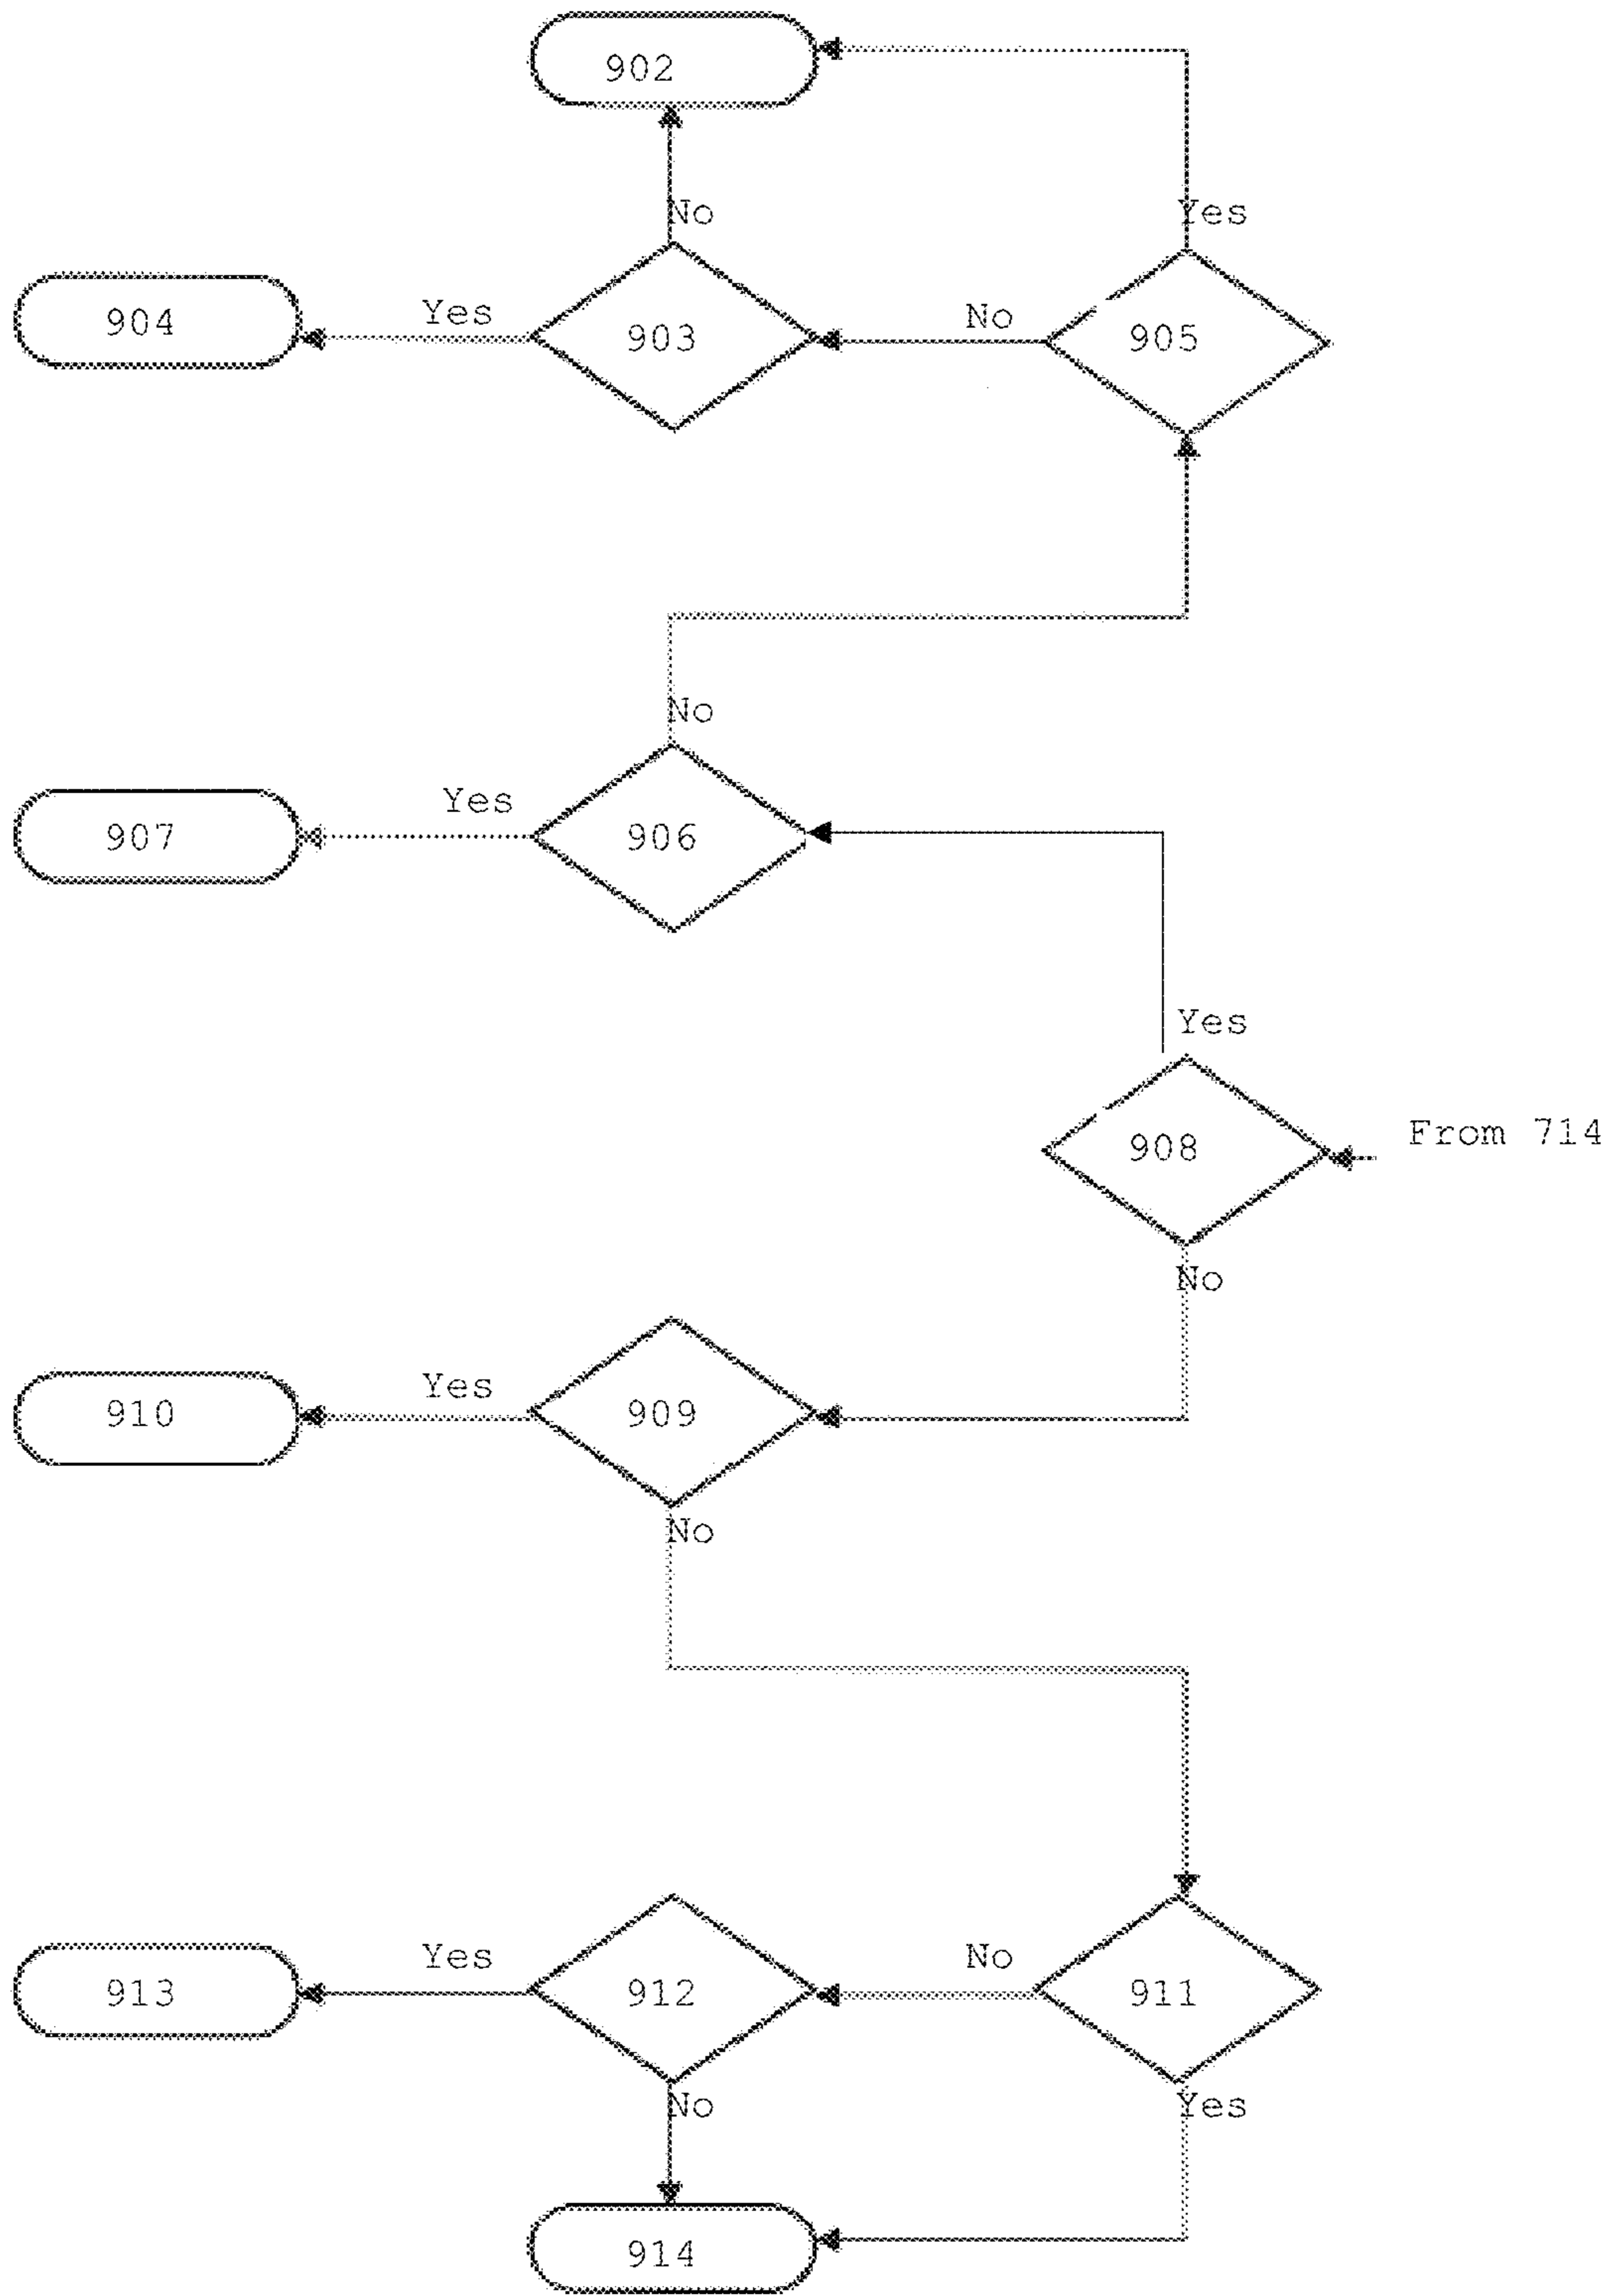 902
No
Yes
904
Yes
903
No
905
No
907
Yes
906
Yes
908
From 714
No
910
Yes
909
No
913
Yes
912
No
911
No
Yes
914